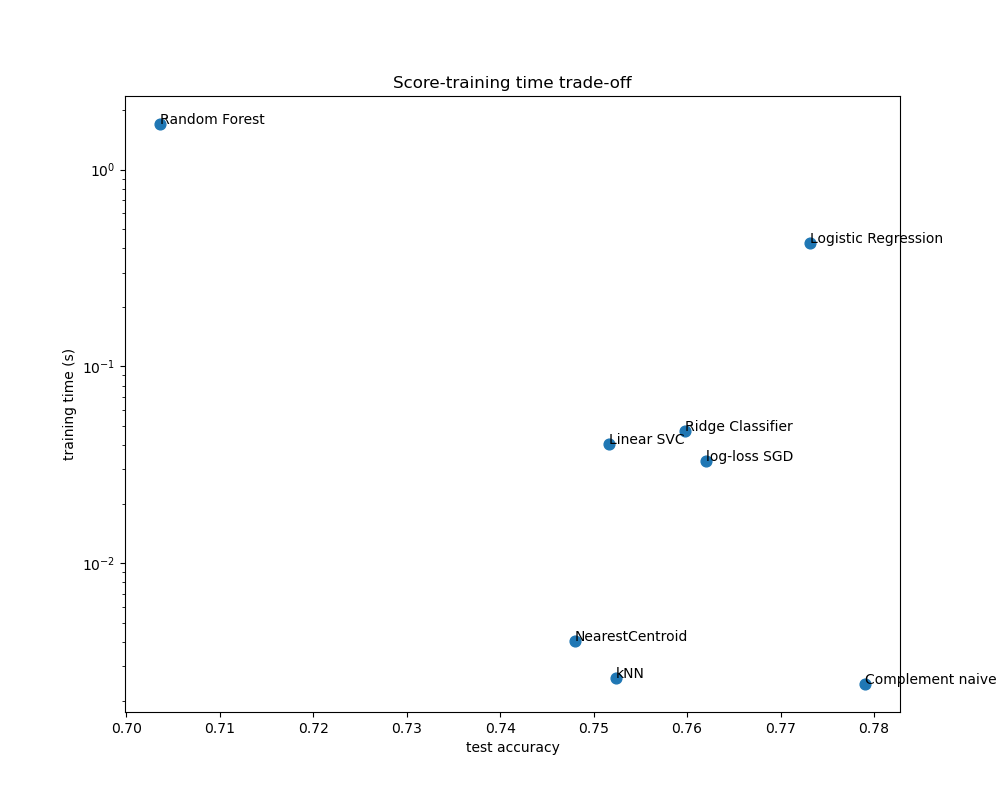 Score-training time trade-off
Random Forest
10⁰
Logistic Regression
10⁻¹
training time (s)
Ridge Classifier
Linear SVC
log-loss SGD
10⁻²
NearestCentroid
kNN
Complement naive
0.70 0.71 0.72 0.73 0.74 0.75 0.76 0.77 0.78
test accuracy